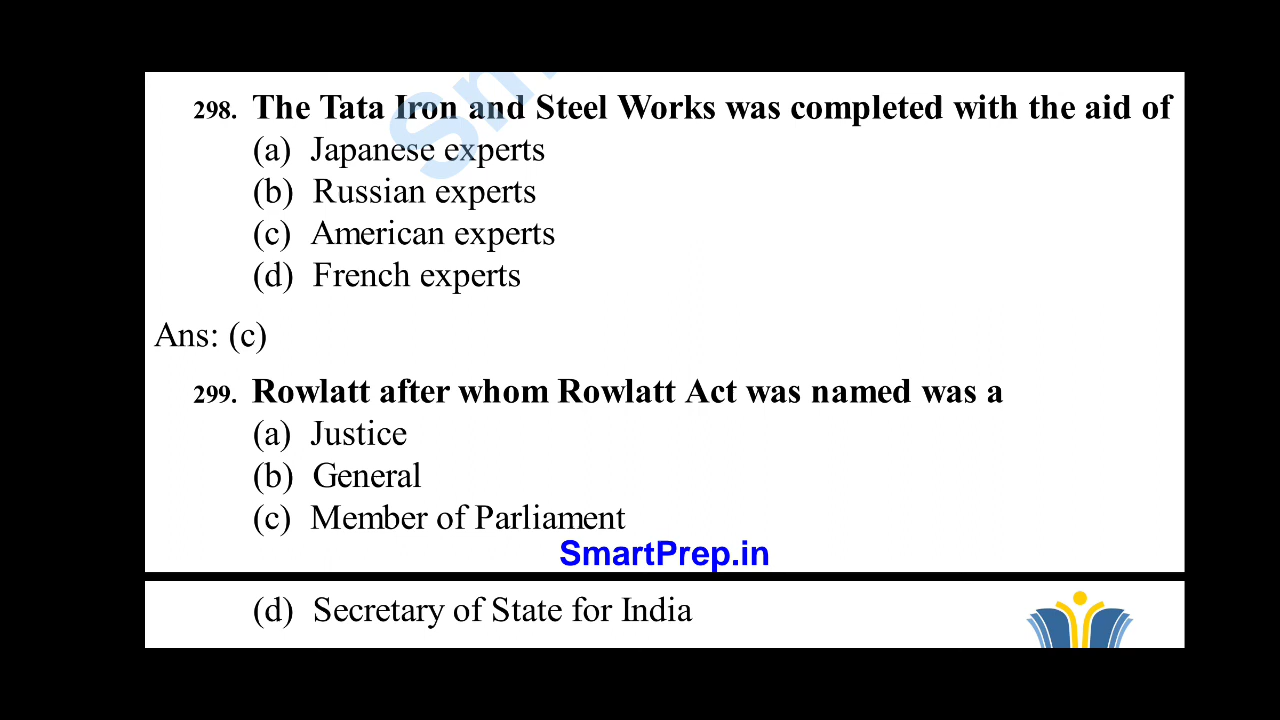 298. The Tata Iron and Steel Works was completed with the aid of
(a) Japanese experts
(b) Russian experts
(c) American experts
(d) French experts
Ans: (c)
299. Rowlatt after whom Rowlatt Act was named was a
(a) Justice
(b) General
(c) Member of Parliament
SmartPrep.in
(d) Secretary of State for India